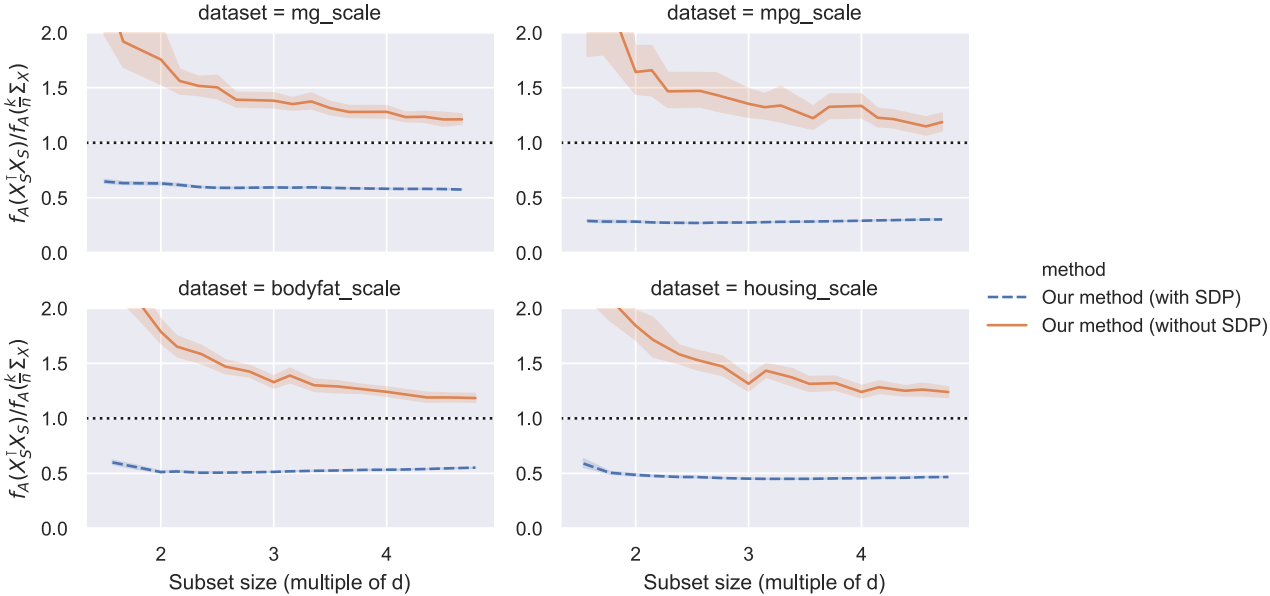 dataset = mg_scale
dataset = mpg_scale
2.0
1.5
1.0
0.5
0.0
2.0
1.5
1.0
0.5
0.0
f_A(X_S^⊺X_S)/f_A(\frac{k}{n}Σ_X)
dataset = bodyfat_scale
dataset = housing_scale
2.0
1.5
1.0
0.5
0.0
2.0
1.5
1.0
0.5
0.0
f_A(X_S^⊺X_S)/f_A(\frac{k}{n}Σ_X)
2 3 4
2 3 4
Subset size (multiple of d)
Subset size (multiple of d)
method
Our method (with SDP)
Our method (without SDP)